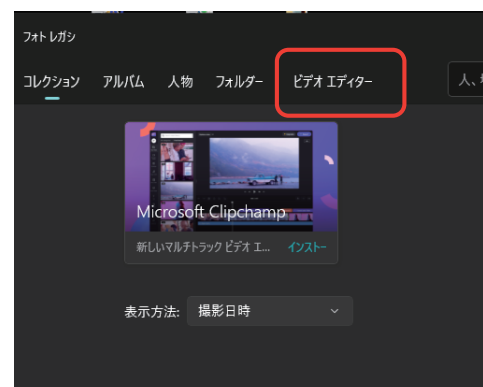 フォト レガシ
コレクション アルバム 人物 フォルダー ビデオ エディター
人、
Microsoft Clipchamp
新しいマルチトラック ビデオ エ... インストー
表示方法: 撮影日時